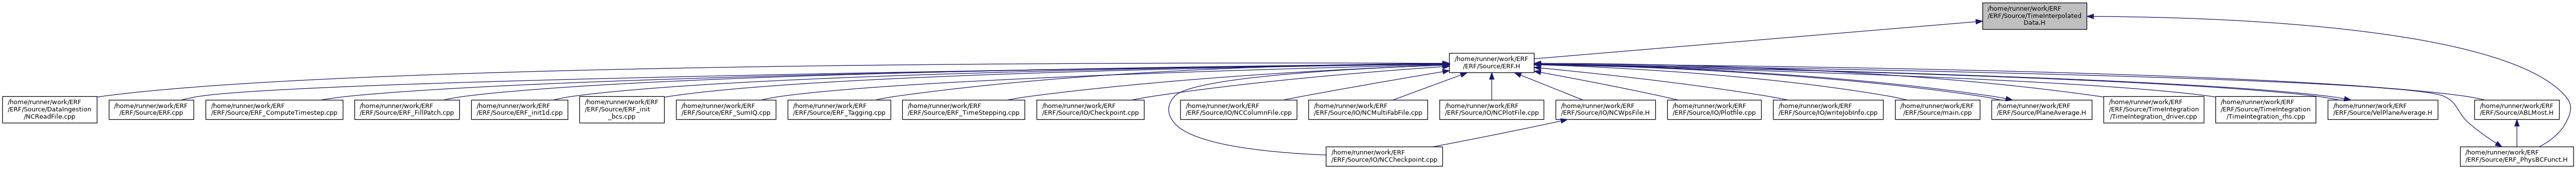 /home/runner/work/ERF
/ERF/Source/TimeInterpolated
Data.H
/home/runner/work/ERF
/ERF/Source/ERF.H
/home/runner/work/ERF
/ERF/Source/DataIngestion
/NCReadFile.cpp
/home/runner/work/ERF
/ERF/Source/ERF.cpp
/home/runner/work/ERF
/ERF/Source/ERF_ComputeTimestep.cpp
/home/runner/work/ERF
/ERF/Source/ERF_FillPatch.cpp
/home/runner/work/ERF
/ERF/Source/ERF_init1d.cpp
/home/runner/work/ERF
/ERF/Source/ERF_init
_bcs.cpp
/home/runner/work/ERF
/ERF/Source/ERF_SumIQ.cpp
/home/runner/work/ERF
/ERF/Source/ERF_Tagging.cpp
/home/runner/work/ERF
/ERF/Source/ERF_TimeStepping.cpp
/home/runner/work/ERF
/ERF/Source/IO/Checkpoint.cpp
/home/runner/work/ERF
/ERF/Source/IO/NCColumnFile.cpp
/home/runner/work/ERF
/ERF/Source/IO/NCMultiFabFile.cpp
/home/runner/work/ERF
/ERF/Source/IO/NCPlotFile.cpp
/home/runner/work/ERF
/ERF/Source/IO/NCWpsFile.H
/home/runner/work/ERF
/ERF/Source/IO/Plotfile.cpp
/home/runner/work/ERF
/ERF/Source/IO/writeJobInfo.cpp
/home/runner/work/ERF
/ERF/Source/main.cpp
/home/runner/work/ERF
/ERF/Source/PlaneAverage.H
/home/runner/work/ERF
/ERF/Source/TimeIntegration
/TimeIntegration_driver.cpp
/home/runner/work/ERF
/ERF/Source/TimeIntegration
/TimeIntegration_rhs.cpp
/home/runner/work/ERF
/ERF/Source/VelPlaneAverage.H
/home/runner/work/ERF
/ERF/Source/ABLMost.H
/home/runner/work/ERF
/ERF/Source/IO/NCCheckpoint.cpp
/home/runner/work/ERF
/ERF/Source/ERF_PhysBCFunct.H